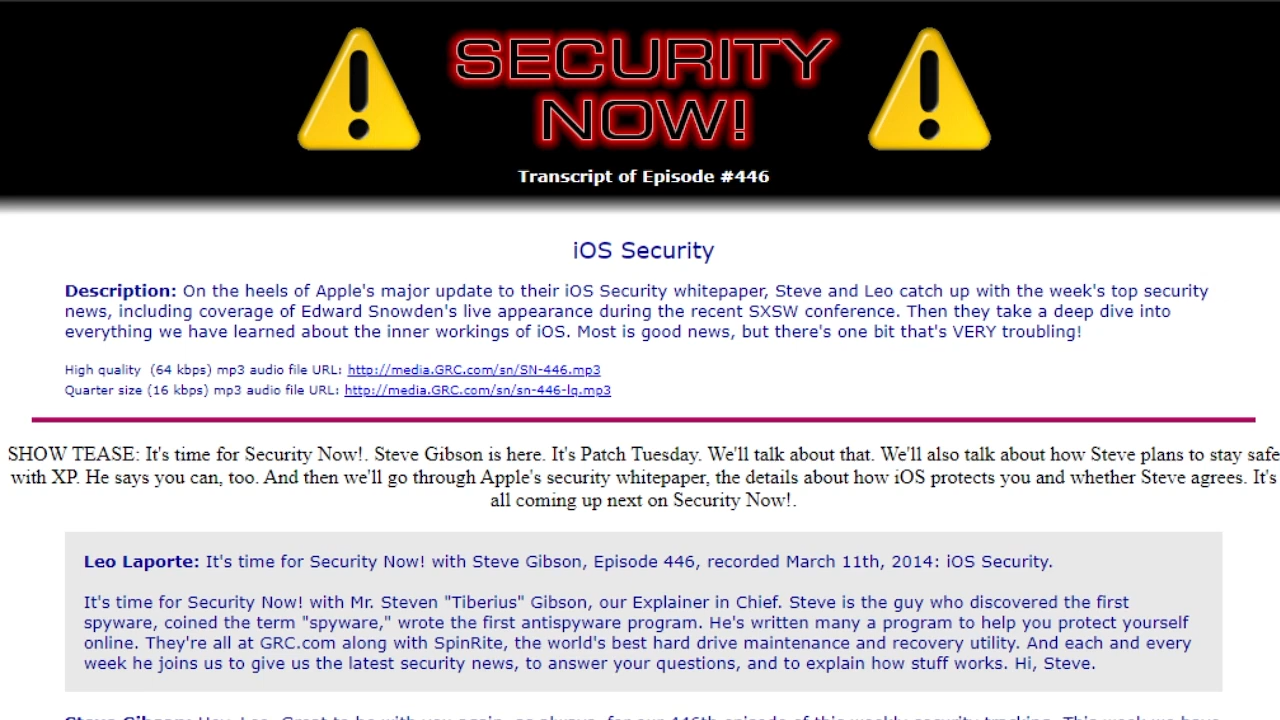 SECURITY
NOW!
Transcript of Episode #446
iOS Security
Description: On the heels of Apple's major update to their iOS Security whitepaper, Steve and Leo catch up with the week's top security
news, including coverage of Edward Snowden's live appearance during the recent SXSW conference. Then they take a deep dive into
everything we have learned about the inner workings of iOS. Most is good news, but there's one bit that's VERY troubling!
High quality (64 kbps) mp3 audio file URL: http://media.GRC.com/sn/SN-446.mp3
Quarter size (16 kbps) mp3 audio file URL: http://media.GRC.com/sn/sn-446-lq.mp3
SHOW TEASE: It's time for Security Now!. Steve Gibson is here. It's Patch Tuesday. We'll talk about that. We'll also talk about how Steve plans to stay safe
with XP. He says you can, too. And then we'll go through Apple's security whitepaper, the details about how iOS protects you and whether Steve agrees. It's
all coming up next on Security Now!.
Leo Laporte: It's time for Security Now! with Steve Gibson, Episode 446, recorded March 11th, 2014: iOS Security.
It's time for Security Now! with Mr. Steven "Tiberius" Gibson, our Explainer in Chief. Steve is the guy who discovered the first
spyware, coined the term "spyware," wrote the first antispyware program. He's written many a program to help you protect yourself
online. They're all at GRC.com along with SpinRite, the world's best hard drive maintenance and recovery utility. And each and every
week he joins us to give us the latest security news, to answer your questions, and to explain how stuff works. Hi, Steve.